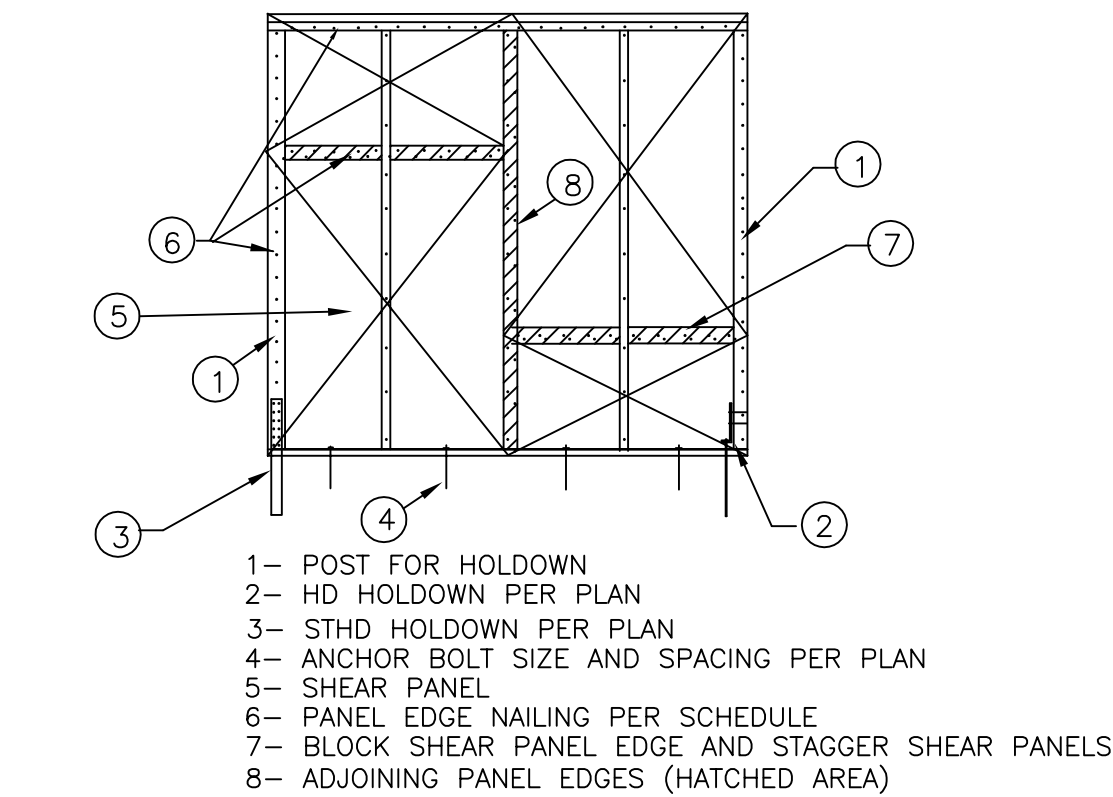 1
8
6
7
5
1
3
4
2
1– POST FOR HOLDOWN
2– HD HOLDOWN PER PLAN
3– STHD HOLDOWN PER PLAN
4– ANCHOR BOLT SIZE AND SPACING PER PLAN
5– SHEAR PANEL
6– PANEL EDGE NAILING PER SCHEDULE
7– BLOCK SHEAR PANEL EDGE AND STAGGER SHEAR PANELS
8– ADJOINING PANEL EDGES (HATCHED AREA)